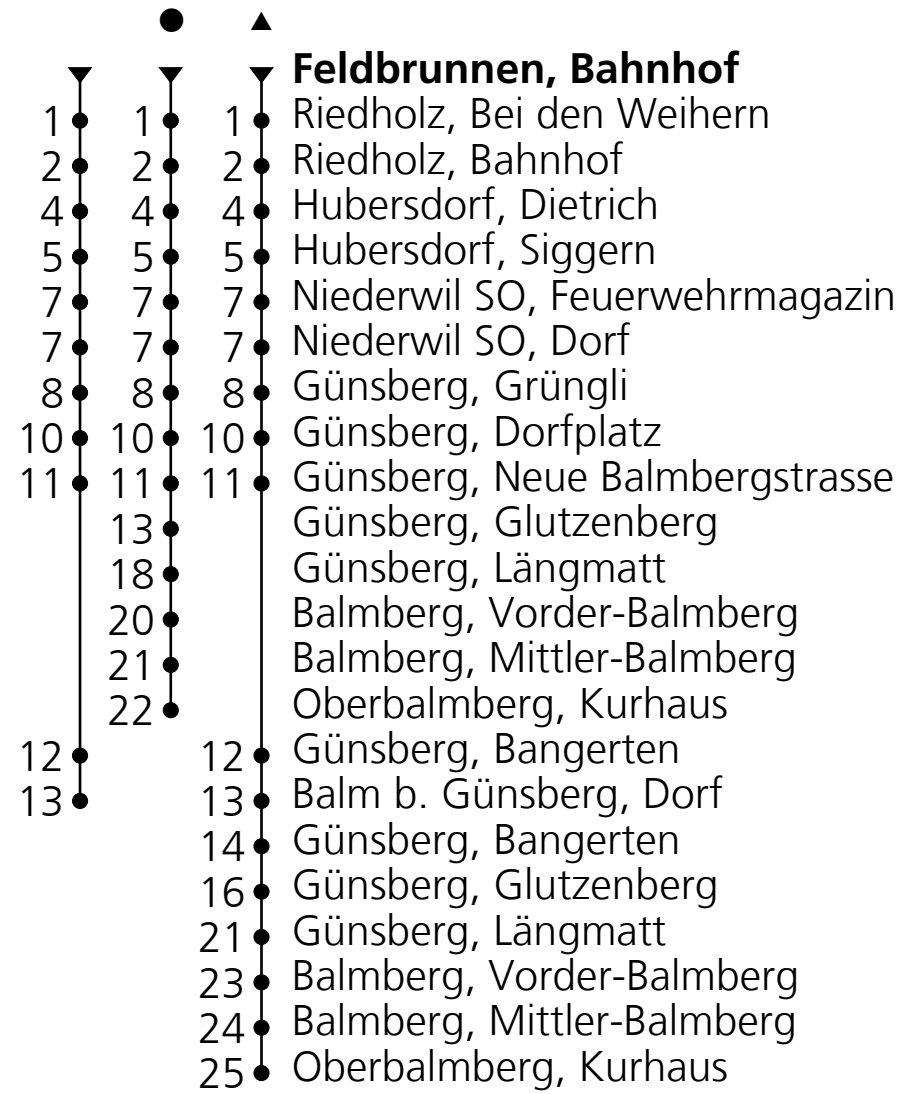 ● ▲
Feldbrunnen, Bahnhof
1 1 1 Riedholz, Bei den Weihern
2 2 2 Riedholz, Bahnhof
4 4 4 Hubersdorf, Dietrich
5 5 5 Hubersdorf, Siggern
7 7 7 Niederwil SO, Feuerwehrmagazin
7 7 7 Niederwil SO, Dorf
8 8 8 Günsberg, Grüngli
10 10 10 Günsberg, Dorfplatz
11 11 11 Günsberg, Neue Balmbergstrasse
13 Günsberg, Glutzenberg
18 Günsberg, Längmatt
20 Balmberg, Vorder-Balmberg
21 Balmberg, Mittler-Balmberg
22 Oberbalmberg, Kurhaus
12 12 Günsberg, Bangerten
13 13 Balm b. Günsberg, Dorf
14 Günsberg, Bangerten
16 Günsberg, Glutzenberg
21 Günsberg, Längmatt
23 Balmberg, Vorder-Balmberg
24 Balmberg, Mittler-Balmberg
25 Oberbalmberg, Kurhaus